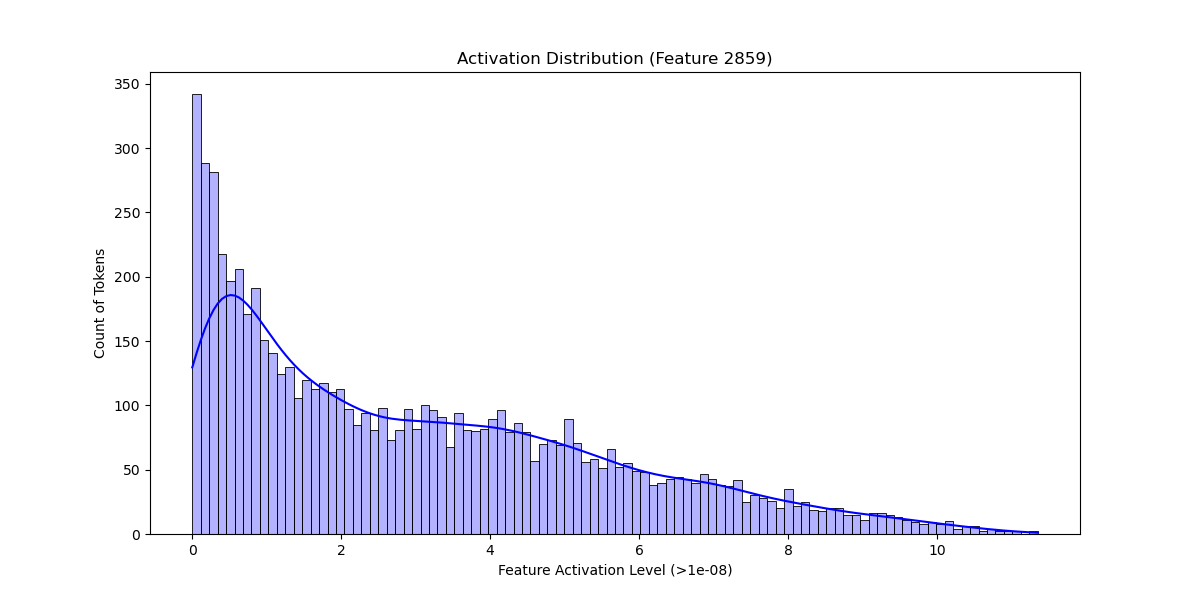 Activation Distribution (Feature 2859)
350
300
250
200
150
100
50
0
Count of Tokens
0 2 4 6 8 10
Feature Activation Level (>1e-08)